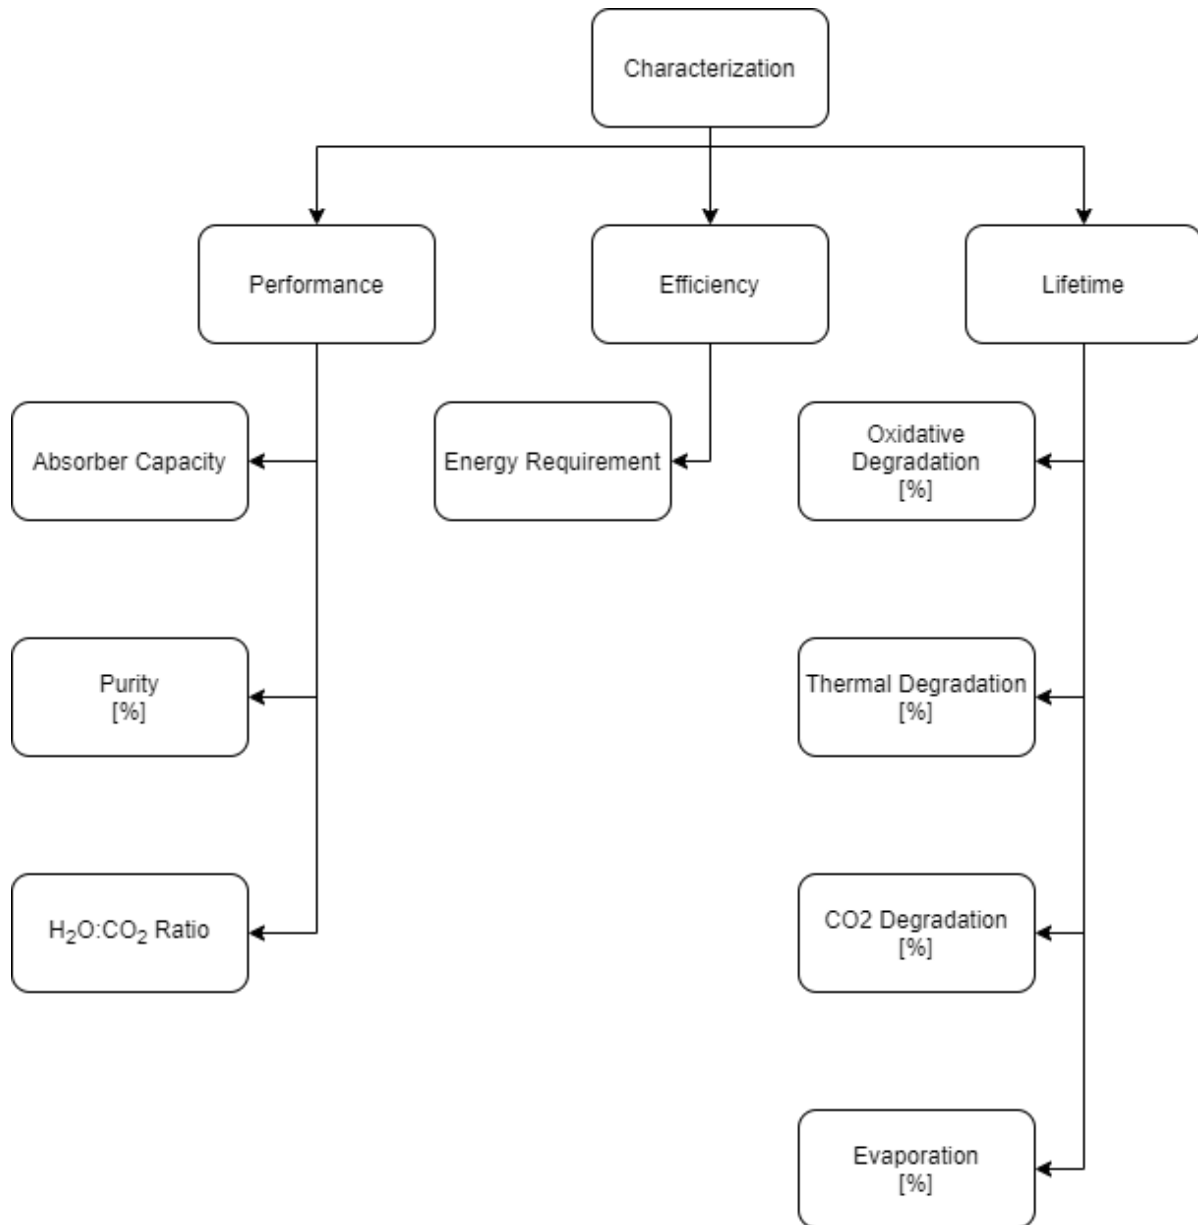 Characterization
Performance
Efficiency
Lifetime
Absorber Capacity
Energy Requirement
Oxidative
Degradation
[%]
Purity
[%]
Thermal Degradation
[%]
H₂O:CO₂ Ratio
CO2 Degradation
[%]
Evaporation
[%]